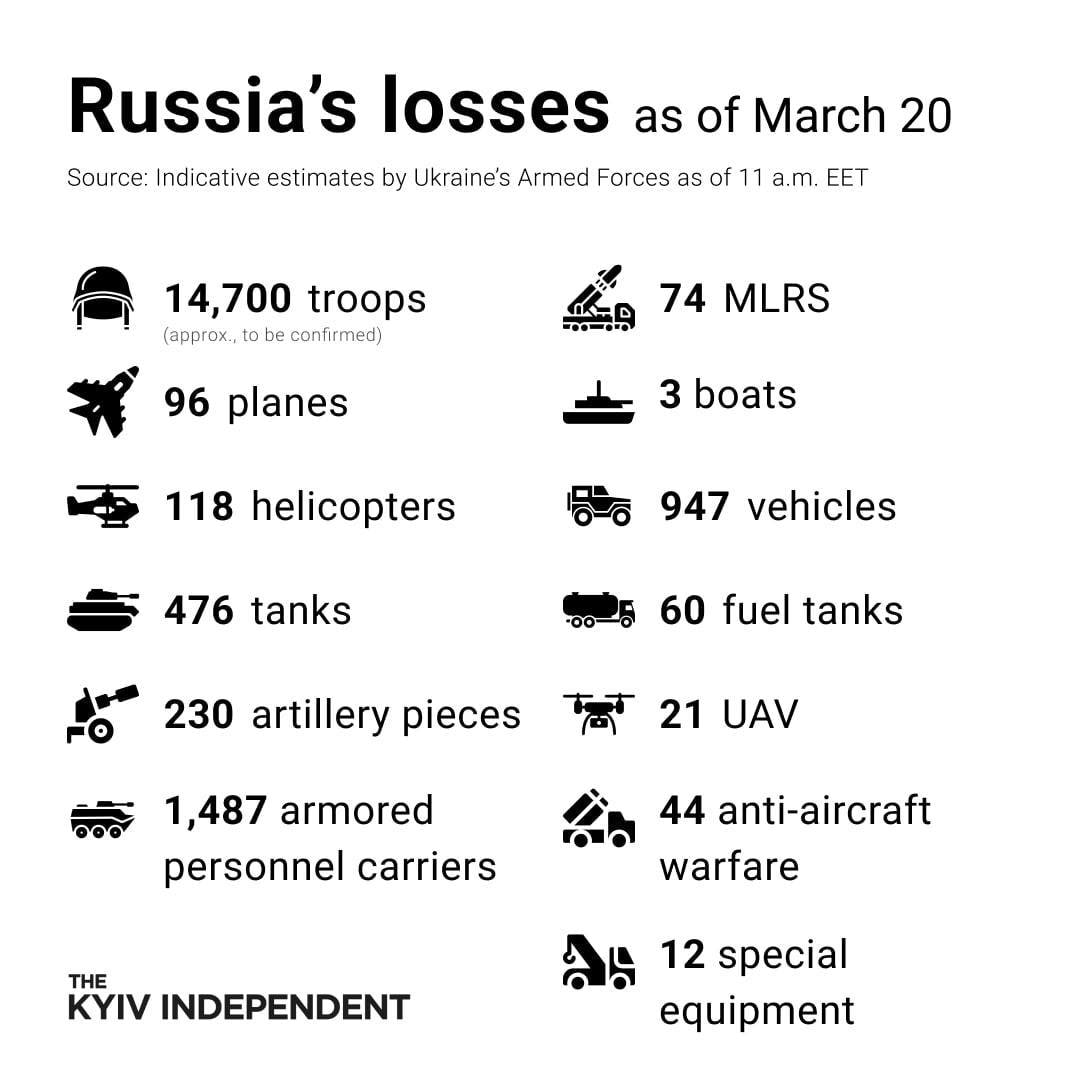 Russia's losses as of March 20
Source: Indicative estimates by Ukraine's Armed Forces as of 11 a.m. EET
14,700 troops
(approx., to be confirmed)
96 planes
118 helicopters
476 tanks
230 artillery pieces
1,487 armored
personnel carriers
74 MLRS
3 boats
947 vehicles
60 fuel tanks
21 UAV
44 anti-aircraft
warfare
12 special
equipment
THE
KYIV INDEPENDENT